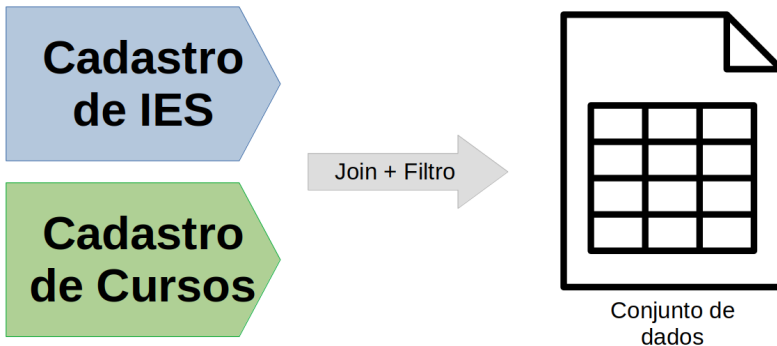 Cadastro
de IES
Join + Filtro
Cadastro
de Cursos
Conjunto de
dados